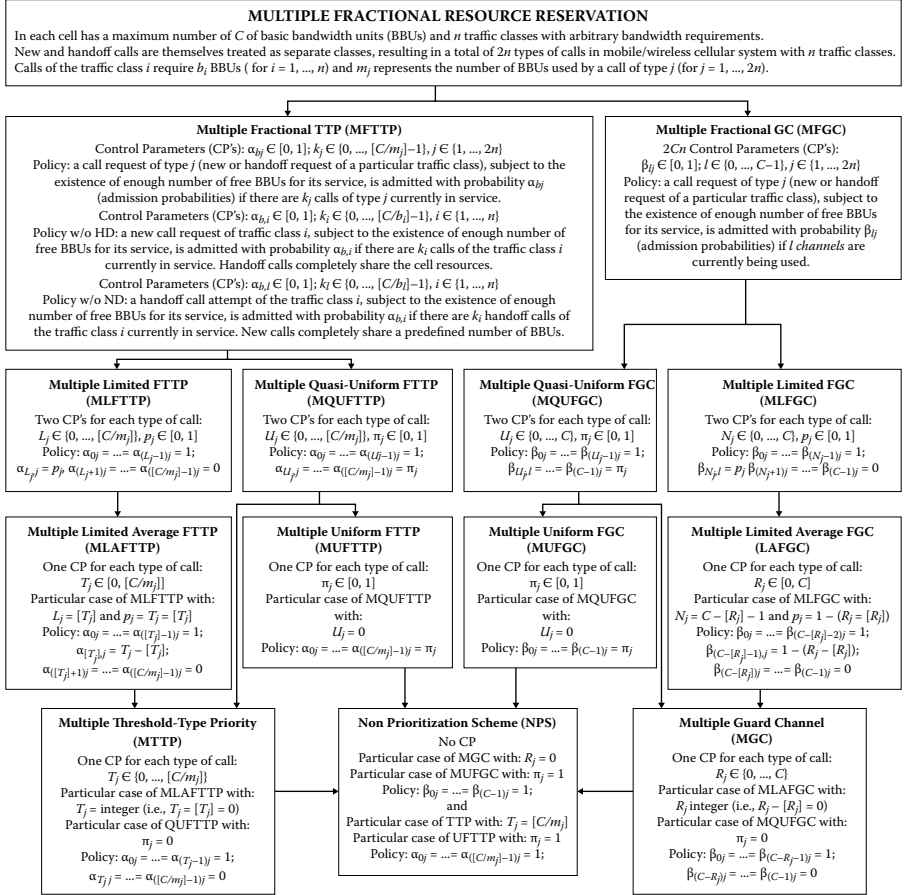 MULTIPLE FRACTIONAL RESOURCE RESERVATION
In each cell has a maximum number of C of basic bandwidth units (BBUs) and n traffic classes with arbitrary bandwidth requirements.
New and handoff calls are themselves treated as separate classes, resulting in a total of 2n types of calls in mobile/wireless cellular system with n traffic classes.
Calls of the traffic class i require b_i BBUs ( for i = 1, ..., n) and m_j represents the number of BBUs used by a call of type j (for j = 1, ..., 2n).
Multiple Fractional TTP (MFTTP)
Control Parameters (CP's): α_bj ∈ [0, 1]; k_j ∈ {0, ..., [C/m_j]−1}, j ∈ {1, ..., 2n}
Policy: a call request of type j (new or handoff request of a particular traffic class), subject to the
existence of enough number of free BBUs for its service, is admitted with probability α_bj
(admission probabilities) if there are k_j calls of type j currently in service.
Control Parameters (CP's): α_b,i ∈ [0, 1]; k_i ∈ {0, ..., [C/b_i]−1}, i ∈ {1, ..., n}
Policy w/o HD: a new call request of traffic class i, subject to the existence of enough number of
free BBUs for its service, is admitted with probability α_b,i if there are k_i calls of the traffic class i
currently in service. Handoff calls completely share the cell resources.
Control Parameters (CP's): α_b,l ∈ [0, 1]; k_l ∈ {0, ..., [C/b_l]−1}, i ∈ {1, ..., n}
Policy w/o ND: a handoff call attempt of the traffic class i, subject to the existence of enough
number of free BBUs for its service, is admitted with probability α_b,i if there are k_i handoff calls of
the traffic class i currently in service. New calls completely share a predefined number of BBUs.
Multiple Fractional GC (MFGC)
2Cn Control Parameters (CP's):
β_lj ∈ [0, 1]; l ∈ {0, ..., C−1}, j ∈ {1, ..., 2n}
Policy: a call request of type j (new or handoff
request of a particular traffic class), subject to
the existence of enough number of free BBUs
for its service, is admitted with probability β_lj
(admission probabilities) if l channels are
currently being used.
Multiple Limited FTTP
(MLFTTP)
Two CP's for each type of call:
L_j ∈ {0, ..., [C/m_j]}, p_j ∈ [0, 1]
Policy: α_0j = ...= α_(L_j−1)j = 1;
α_L_j,j = p_j, α_(L_j+1)j = ...= α_([C/m_j]−1)j = 0
Multiple Quasi-Uniform FTTP
(MQUFTTP)
Two CP's for each type of call:
U_j ∈ {0, ..., [C/m_j]}, π_j ∈ [0, 1]
Policy: α_0j = ...= α_(Uj−1)j = 1;
α_U_j,j = ...= α_([C/m_j]−1)j = π_j
Multiple Quasi-Uniform FGC
(MQUFGC)
Two CP's for each type of call:
U_j ∈ {0, ..., C}, π_j ∈ [0, 1]
Policy: β_0j = ...= β_(U_j−1)j = 1;
β_U_j,l = ...= β_(C−1)j = π_j
Multiple Limited FGC
(MLFGC)
Two CP's for each type of call:
N_j ∈ {0, ..., C}, p_j ∈ [0, 1]
Policy: β_0j = ...= β_(N_j−1)j = 1;
β_N_j,l = p_j β_(N_j+1)j = ...= β_(C−1)j = 0
Multiple Limited Average FTTP
(MLAFTTP)
One CP for each type of call:
T_j ∈ [0, [C/m_j]]
Particular case of MLFTTP with:
L_j = [T_j] and p_j = T_j = [T_j]
Policy: α_0j = ...= α_([T_j]−1)j = 1;
α_[T_j],j = T_j − [T_j];
α_([T_j]+1)j = ...= α_([C/m_j]−1)j = 0
Multiple Uniform FTTP
(MUFTTP)
One CP for each type of call:
π_j ∈ [0, 1]
Particular case of MQUFTTP
with:
U_j = 0
Policy: α_0j = ...= α_([C/m_j]−1)j = π_j
Multiple Uniform FGC
(MUFGC)
One CP for each type of call:
π_j ∈ [0, 1]
Particular case of MQUFGC
with:
U_j = 0
Policy: β_0j = ...= β_(C−1)j = π_j
Multiple Limited Average FGC
(LAFGC)
One CP for each type of call:
R_j ∈ [0, C]
Particular case of MLFGC with:
N_j = C − [R_j] − 1 and p_j = 1 − (R_j = [R_j])
Policy: β_0j = ...= β_(C−[R_j]−2)j = 1;
β_(C−[R_j]−1),j = 1 − (R_j − [R_j]);
β_(C−[R_j])j = ...= β_(C−1)j = 0
Multiple Threshold-Type Priority
(MTTP)
One CP for each type of call:
T_j ∈ {0, ..., [C/m_j]}
Particular case of MLAFTTP with:
T_j = integer (i.e., T_j = [T_j] = 0)
Particular case of QUFTTP with:
π_j = 0
Policy: α_0j = ...= α_(T_j−1)j = 1;
α_T_j j = ...= α_([C/m_j]−1)j = 0
Non Prioritization Scheme (NPS)
No CP
Particular case of MGC with: R_j = 0
Particular case of MUFGC with: π_j = 1
Policy: β_0j = ...= β_(C−1)j = 1;
and
Particular case of TTP with: T_j = [C/m_j]
Particular case of UFTTP with: π_j = 1
Policy: α_0j = ...= α_([C/m_j]−1)j = 1;
Multiple Guard Channel
(MGC)
One CP for each type of call:
R_j ∈ {0, ..., C}
Particular case of MLAFGC with:
R_j integer (i.e., R_j − [R_j] = 0)
Particular case of MQUFGC with:
π_j = 0
Policy: β_0j = ...= β_(C−R_j−1)j = 1;
β_(C−R_j)j = ...= β_(C−1)j = 0